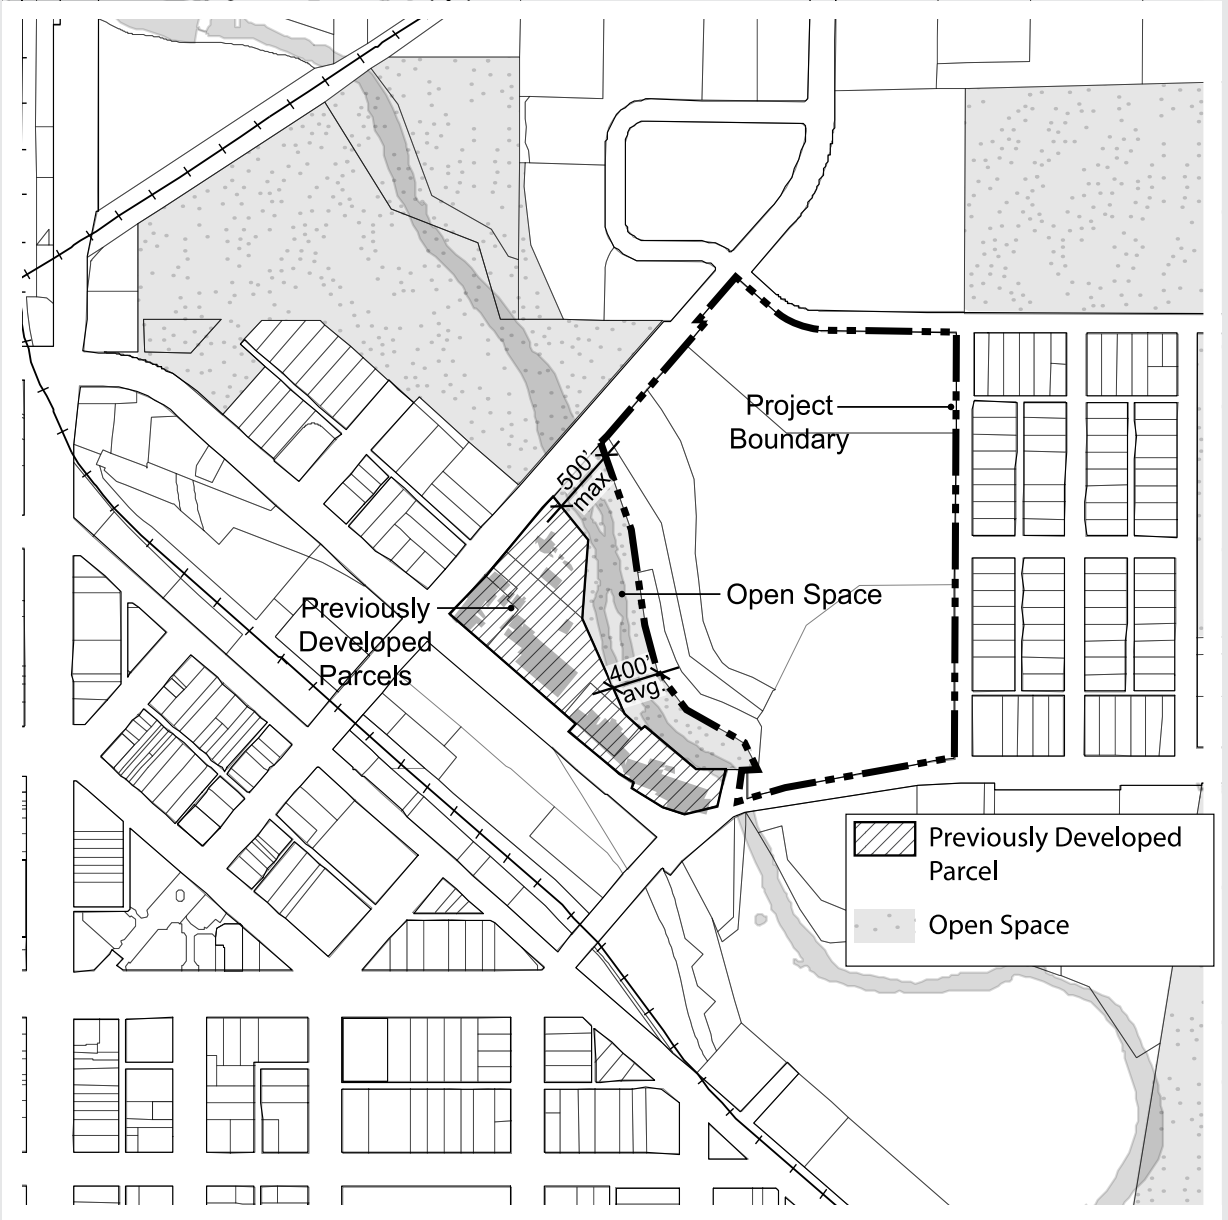 Project
Boundary
500'
max
Open Space
Previously
Developed
Parcels
400'
avg.
Previously Developed
Parcel
Open Space